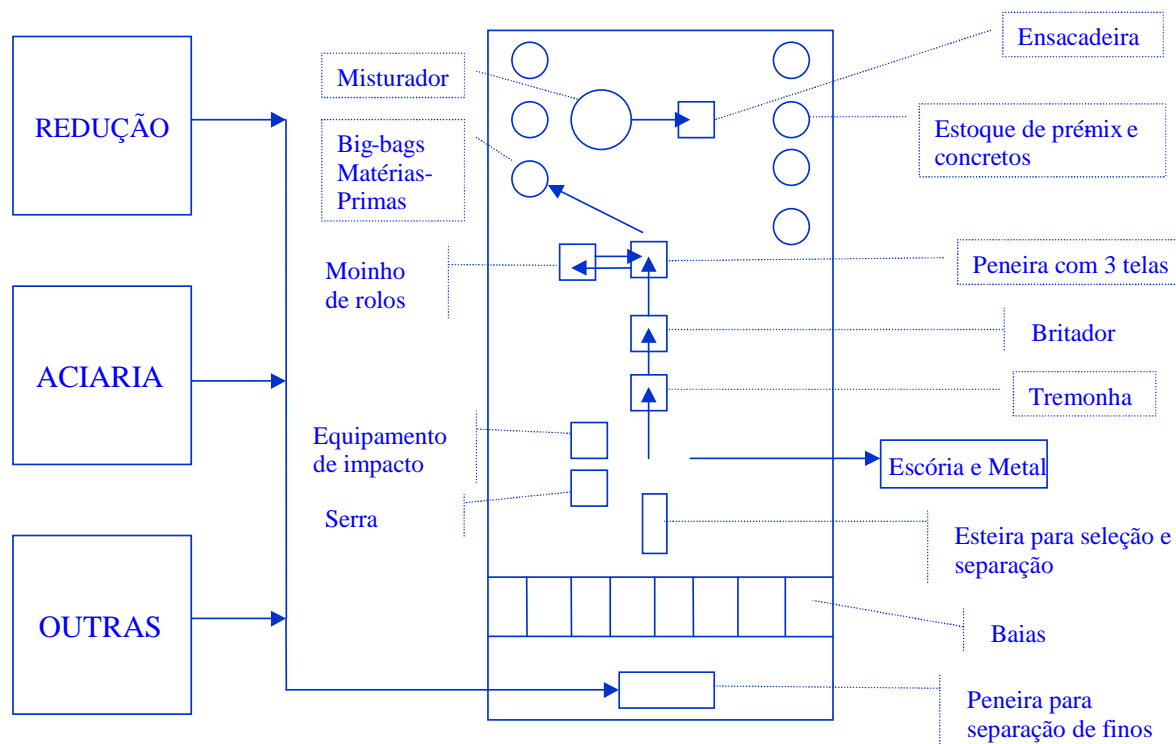 REDUÇÃO
ACIARIA
OUTRAS
Misturador
Big-bags
Matérias-
Primas
Moinho
de rolos
Equipamento
de impacto
Serra
Ensacadeira
Estoque de prémix e
concretos
Peneira com 3 telas
Britador
Tremonha
Escória e Metal
Esteira para seleção e
separação
Baias
Peneira para
separação de finos